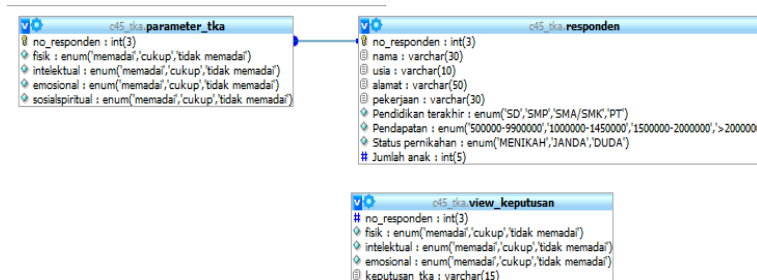 c45_tka.parameter_tka
no_responden : int(3)
fisik : enum('memadai','cukup','tidak memadai')
intelektual : enum('memadai','cukup','tidak memadai')
emosional : enum('memadai','cukup','tidak memadai')
sosialspiritual : enum('memadai','cukup','tidak memadai')
c45_tka.responden
no_responden : int(3)
nama : varchar(30)
usia : varchar(10)
alamat : varchar(50)
pekerjaan : varchar(30)
Pendidikan terakhir : enum('SD','SMP','SMA/SMK','PT')
Pendapatan : enum('500000-9900000','1000000-1450000','1500000-2000000','>2000000
Status pernikahan : enum('MENIKAH','JANDA','DUDA')
# Jumlah anak : int(5)
c45_tka.view_keputusan
# no_responden : int(3)
fisik : enum('memadai','cukup','tidak memadai')
intelektual : enum('memadai','cukup','tidak memadai')
emosional : enum('memadai','cukup','tidak memadai')
keputusan_tka : varchar(15)